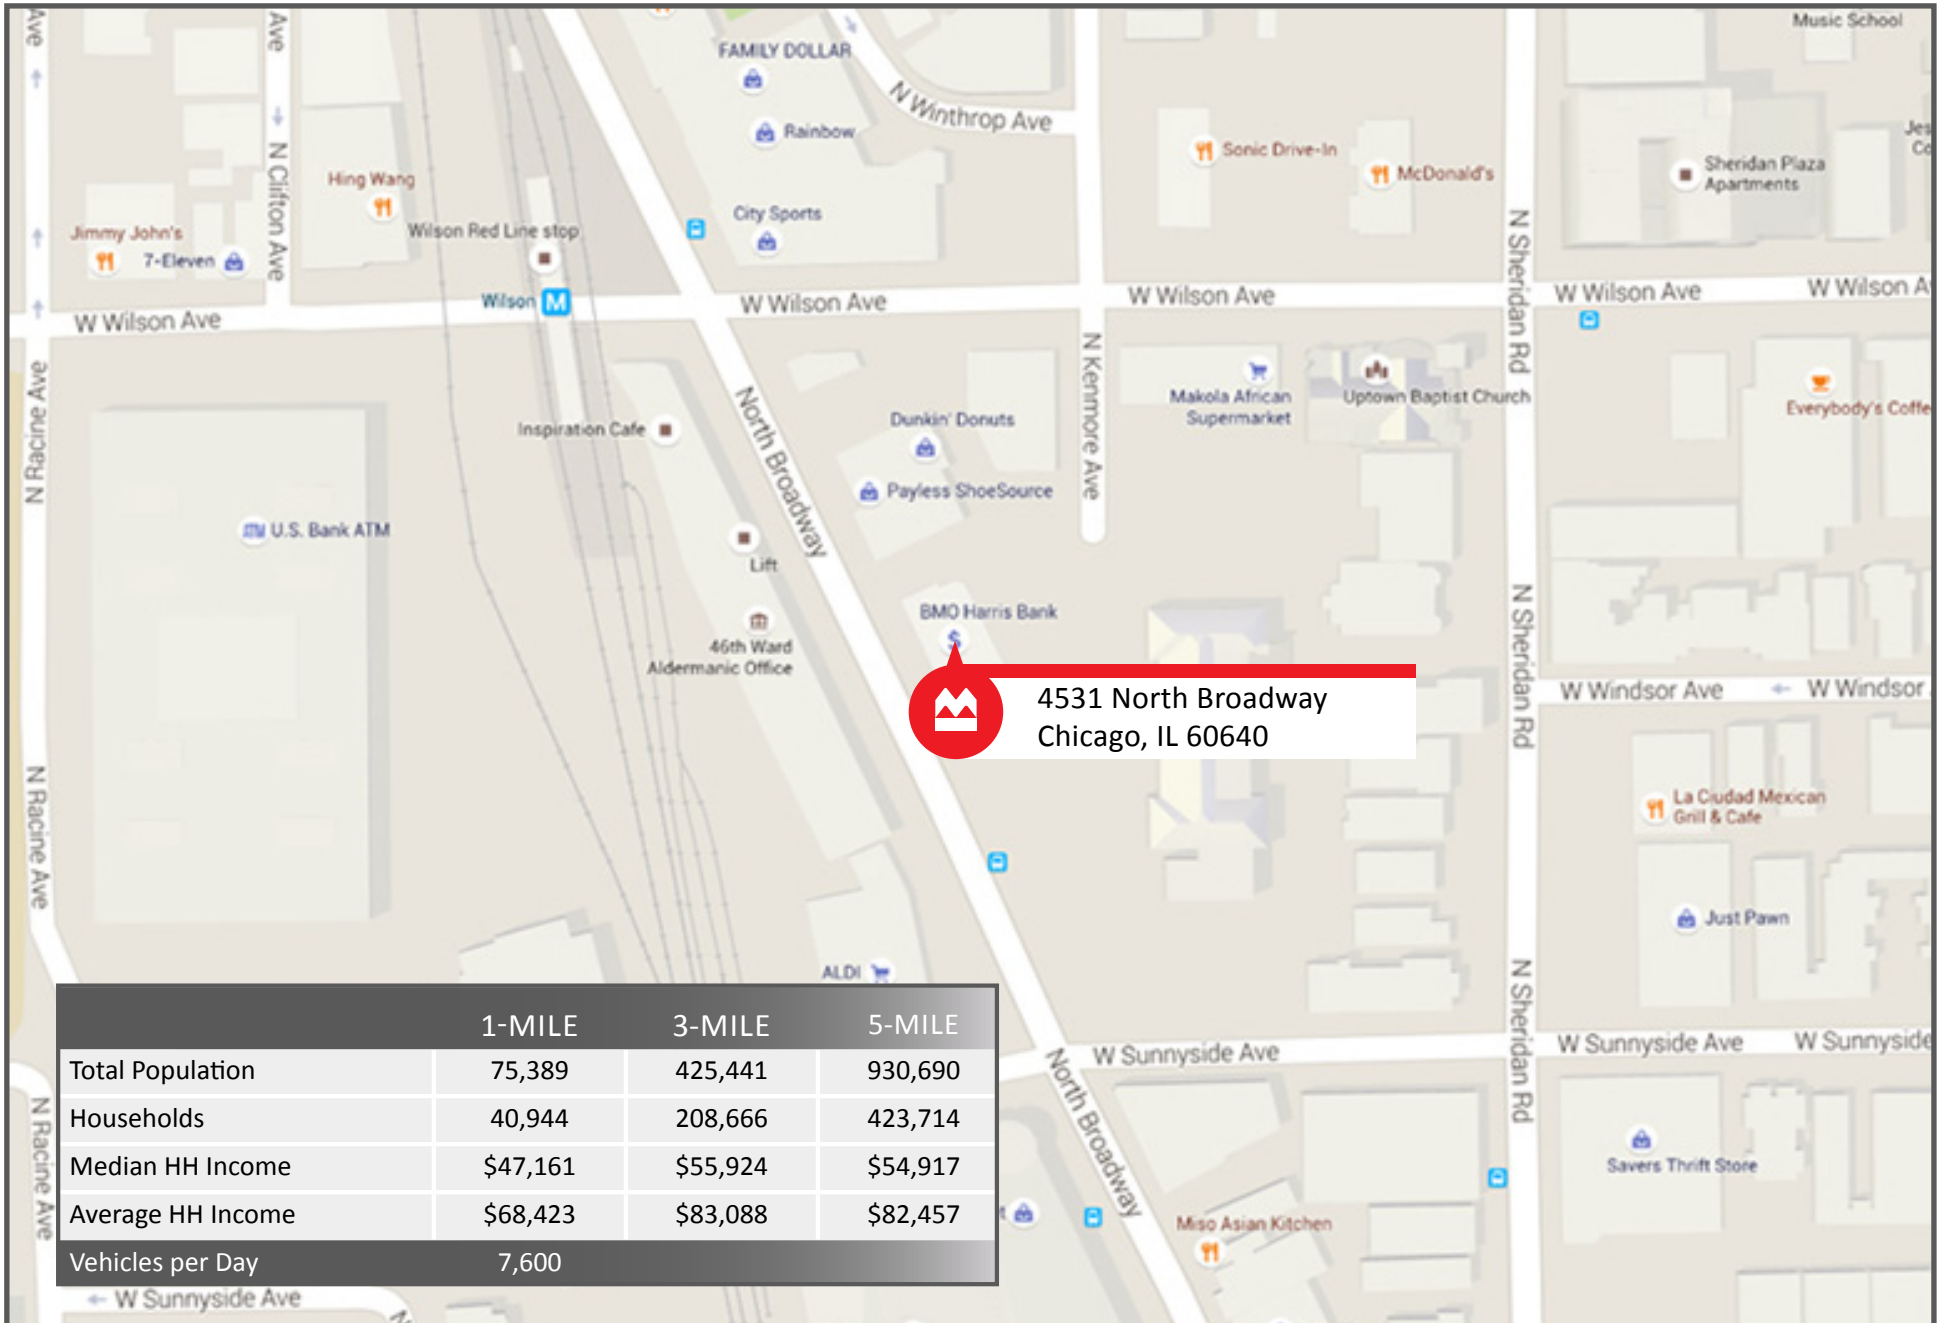 Ave
Ave
FAMILY DOLLAR
Music School
N Winthrop Ave
Rainbow
Sonic Drive-In
McDonald's
Sheridan Plaza
Apartments
N Clifton Ave
Hing Wang
City Sports
Jimmy John's
7-Eleven
Wilson Red Line stop
N Sheridan Rd
Wilson M
W Wilson Ave
W Wilson Ave
W Wilson Ave
W Wilson Ave
W Wilson A
N Racine Ave
North Broadway
N Kenmore Ave
Makola African
Supermarket
Uptown Baptist Church
Everybody's Coffe
Inspiration Cafe
Dunkin' Donuts
Payless ShoeSource
U.S. Bank ATM
Lift
46th Ward
Aldermanic Office
BMO Harris Bank
$
4531 North Broadway
Chicago, IL 60640
N Sheridan Rd
W Windsor Ave
W Windsor
N Racine Ave
La Ciudad Mexican
Grill & Cafe
Just Pawn
ALDI
N Sheridan Rd
1-MILE 3-MILE 5-MILE
Total Population 75,389 425,441 930,690
Households 40,944 208,666 423,714
Median HH Income $47,161 $55,924 $54,917
Average HH Income $68,423 $83,088 $82,457
Vehicles per Day 7,600
W Sunnyside Ave
W Sunnyside Ave
W Sunnyside
North Broadway
N Racine Ave
Savers Thrift Store
Miso Asian Kitchen
W Sunnyside Ave